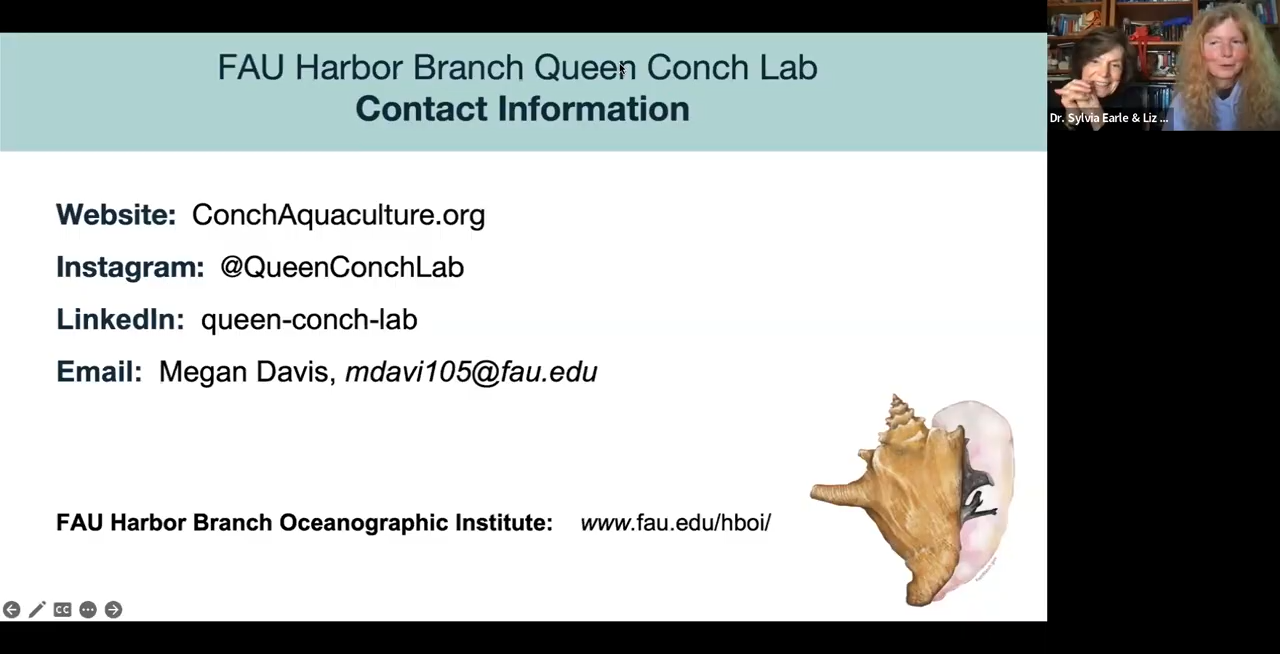 FAU Harbor Branch Queen Conch Lab
Contact Information
Dr. Sylvia Earle & Liz ...
Website: ConchAquaculture.org
Instagram: @QueenConchLab
LinkedIn: queen-conch-lab
Email: Megan Davis, mdavi105@fau.edu
FAU Harbor Branch Oceanographic Institute: www.fau.edu/hboi/
CC